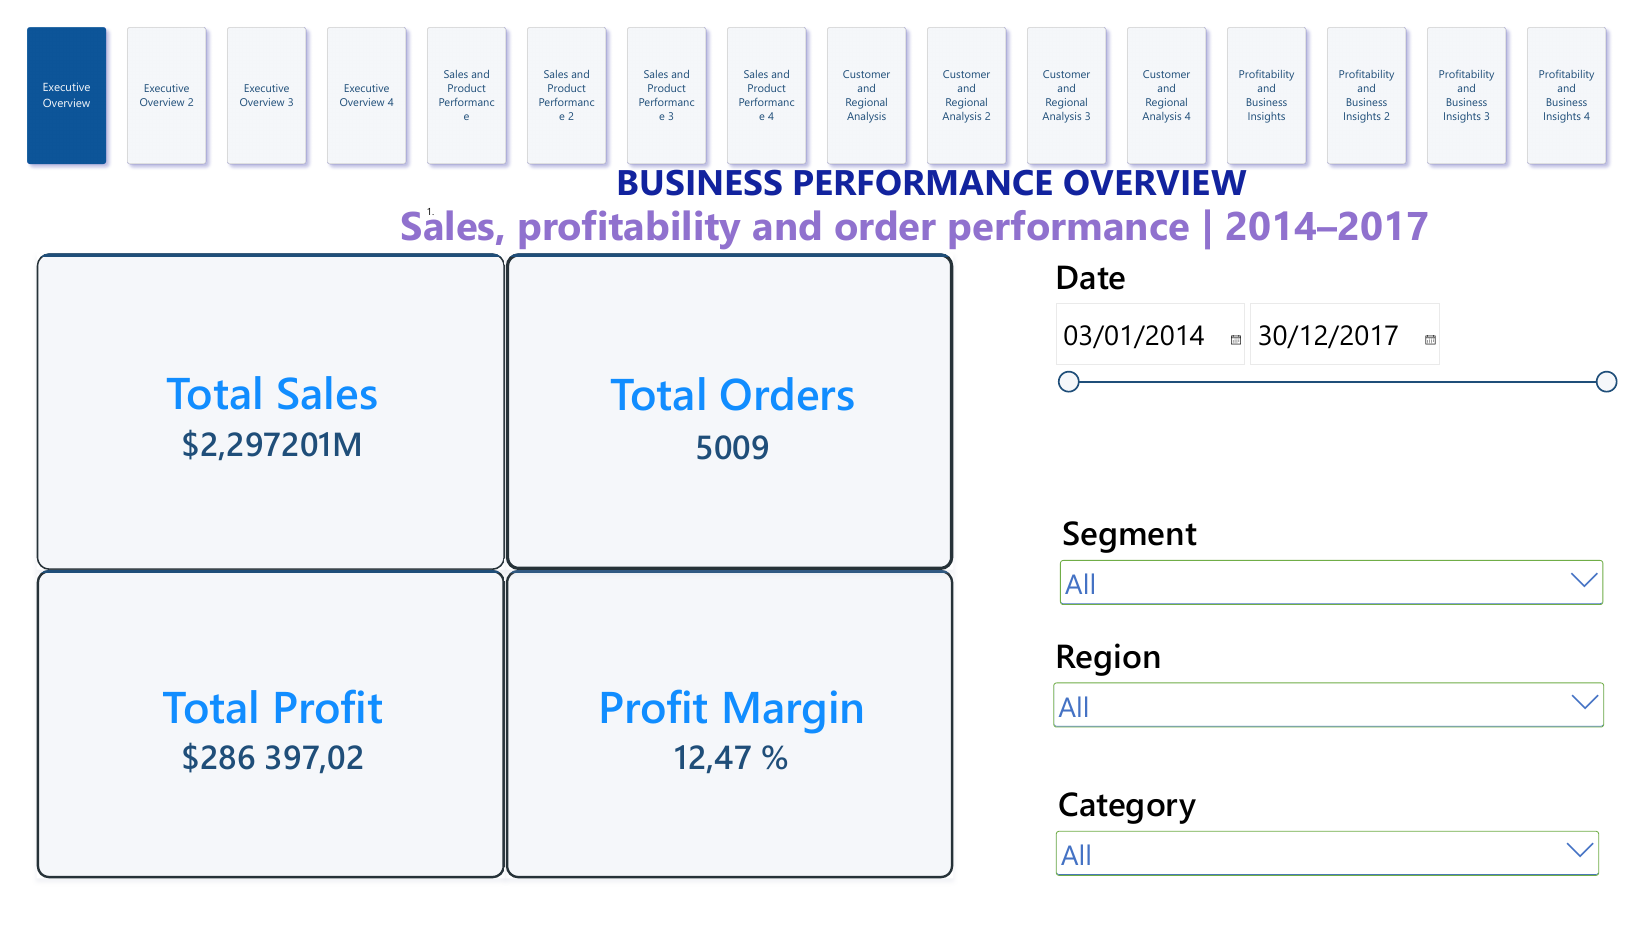 Executive
Overview
Executive
Overview 2
Executive
Overview 3
Executive
Overview 4
Sales and
Product
Performanc
e
Sales and
Product
Performanc
e 2
Sales and
Product
Performanc
e 3
Sales and
Product
Performanc
e 4
Customer
and
Regional
Analysis
Customer
and
Regional
Analysis 2
Customer
and
Regional
Analysis 3
Customer
and
Regional
Analysis 4
Profitability
and
Business
Insights
Profitability
and
Business
Insights 2
Profitability
and
Business
Insights 3
Profitability
and
Business
Insights 4
BUSINESS PERFORMANCE OVERVIEW
1.
Sales, profitability and order performance | 2014–2017
Total Sales
$2,297201M
Total Orders
5009
Total Profit
$286 397,02
Profit Margin
12,47 %
Date
03/01/2014
30/12/2017
Segment
All
Region
All
Category
All